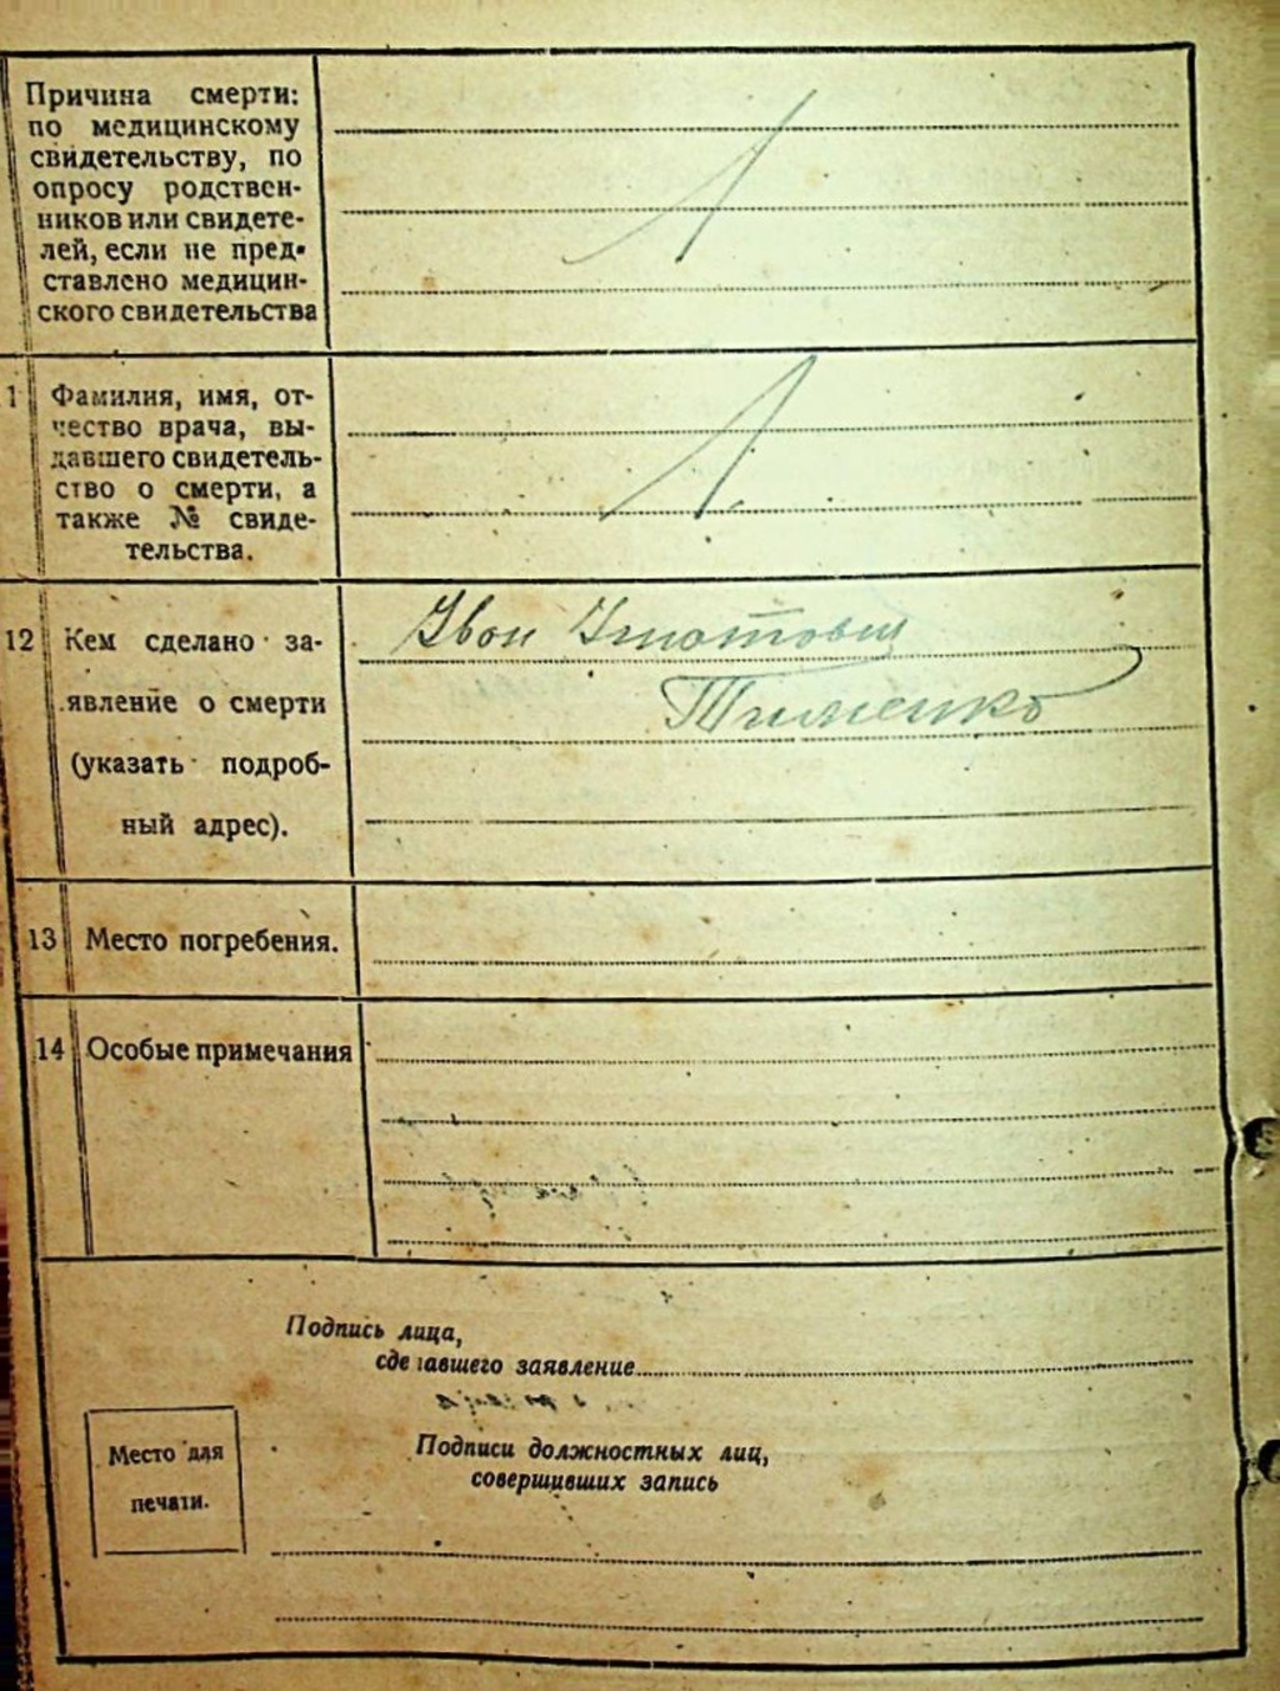 Причина смерти:
по медицинскому
свидетельству, по
опросу родствен-
ников или свидете-
лей, если не пред-
ставлено медицин-
ского свидетельства
1 Фамилия, имя, от-
чество врача, вы-
давшего свидетель-
ство о смерти, а
также № свиде-
тельства.
12 Кем сделано за-
явление о смерти
(указать подроб-
ный адрес).
Тименко
13 Место погребения.
14 Особые примечания
Подпись лица,
сделавшего заявление
Место для
печати.
Подписи должностных лиц,
совершивших запись